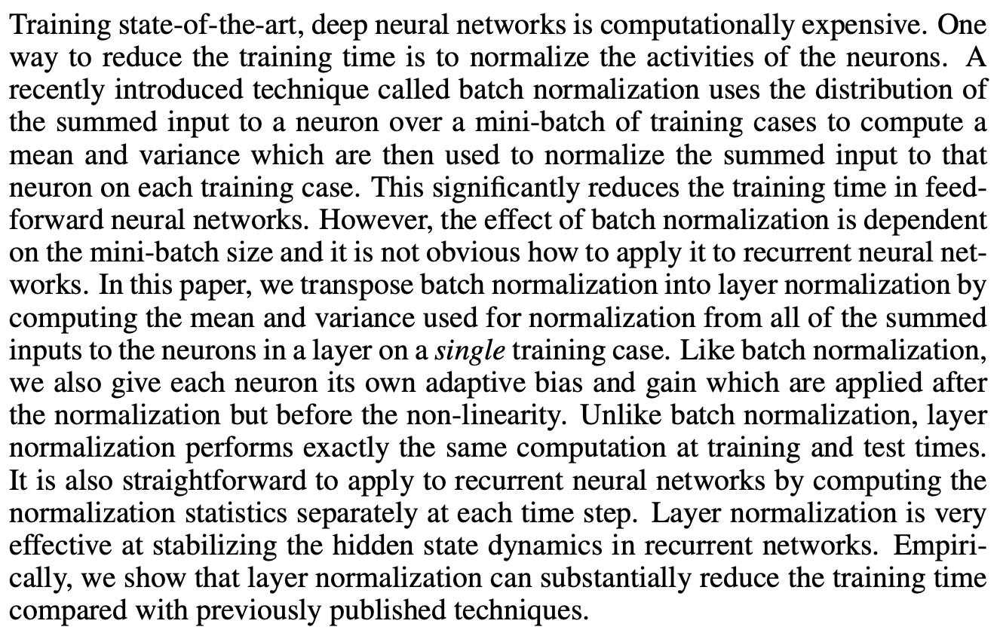 Training state-of-the-art, deep neural networks is computationally expensive. One
way to reduce the training time is to normalize the activities of the neurons. A
recently introduced technique called batch normalization uses the distribution of
the summed input to a neuron over a mini-batch of training cases to compute a
mean and variance which are then used to normalize the summed input to that
neuron on each training case. This significantly reduces the training time in feed-
forward neural networks. However, the effect of batch normalization is dependent
on the mini-batch size and it is not obvious how to apply it to recurrent neural net-
works. In this paper, we transpose batch normalization into layer normalization by
computing the mean and variance used for normalization from all of the summed
inputs to the neurons in a layer on a single training case. Like batch normalization,
we also give each neuron its own adaptive bias and gain which are applied after
the normalization but before the non-linearity. Unlike batch normalization, layer
normalization performs exactly the same computation at training and test times.
It is also straightforward to apply to recurrent neural networks by computing the
normalization statistics separately at each time step. Layer normalization is very
effective at stabilizing the hidden state dynamics in recurrent networks. Empiri-
cally, we show that layer normalization can substantially reduce the training time
compared with previously published techniques.